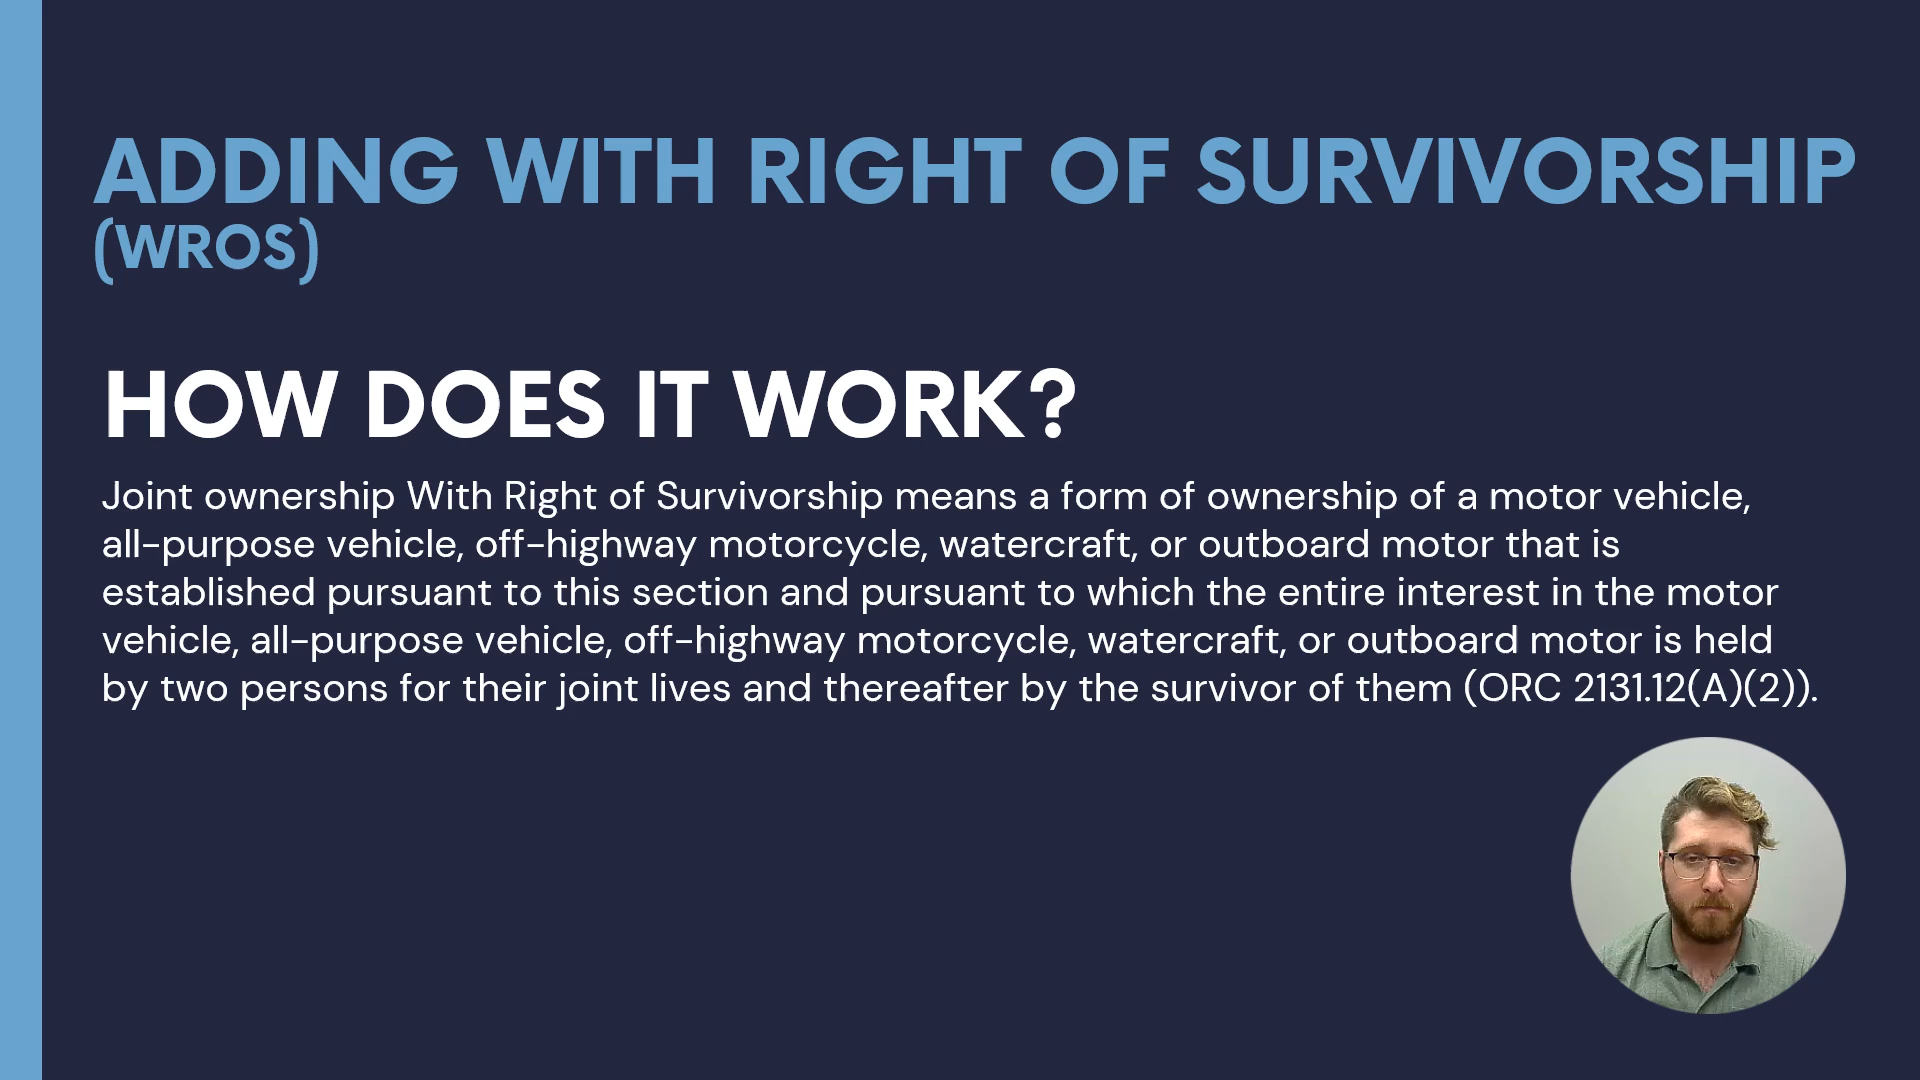 ADDING WITH RIGHT OF SURVIVORSHIP
(WROS)
HOW DOES IT WORK?
Joint ownership With Right of Survivorship means a form of ownership of a motor vehicle,
all-purpose vehicle, off-highway motorcycle, watercraft, or outboard motor that is
established pursuant to this section and pursuant to which the entire interest in the motor
vehicle, all-purpose vehicle, off-highway motorcycle, watercraft, or outboard motor is held
by two persons for their joint lives and thereafter by the survivor of them (ORC 2131.12(A)(2)).